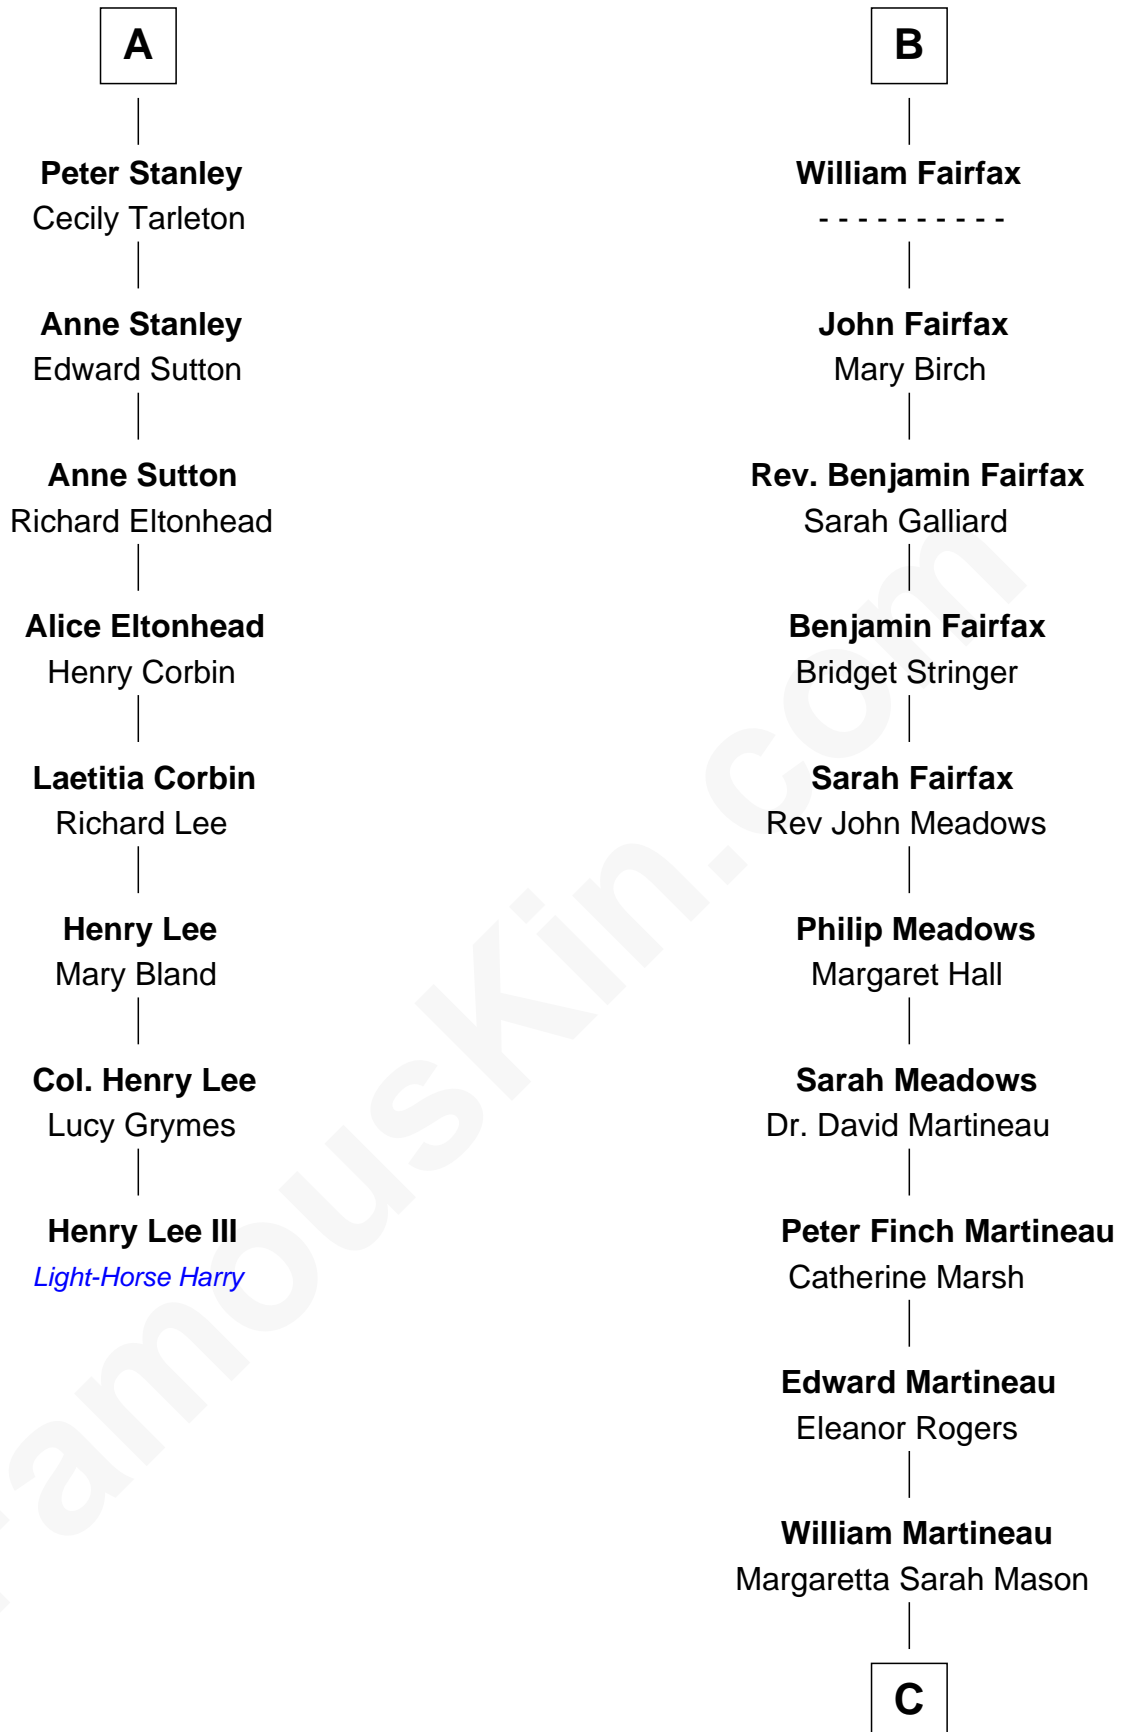 A
Peter Stanley
Cecily Tarleton
Anne Stanley
Edward Sutton
Anne Sutton
Richard Eltonhead
Alice Eltonhead
Henry Corbin
Laetitia Corbin
Richard Lee
Henry Lee
Mary Bland
Col. Henry Lee
Lucy Grymes
Henry Lee III
Light-Horse Harry
B
William Fairfax
- - - - - - - - - -
John Fairfax
Mary Birch
Rev. Benjamin Fairfax
Sarah Galliard
Benjamin Fairfax
Bridget Stringer
Sarah Fairfax
Rev John Meadows
Philip Meadows
Margaret Hall
Sarah Meadows
Dr. David Martineau
Peter Finch Martineau
Catherine Marsh
Edward Martineau
Eleanor Rogers
William Martineau
Margaretta Sarah Mason
C
FamousKin.com